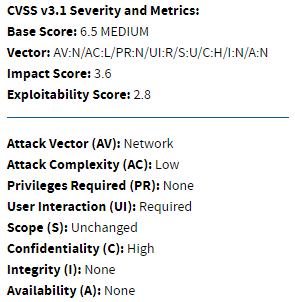 CVSS v3.1 Severity and Metrics:
Base Score: 6.5 MEDIUM
Vector: AV:N/AC:L/PR:N/UI:R/S:U/C:H/I:N/A:N
Impact Score: 3.6
Exploitability Score: 2.8
Attack Vector (AV): Network
Attack Complexity (AC): Low
Privileges Required (PR): None
User Interaction (UI): Required
Scope (S): Unchanged
Confidentiality (C): High
Integrity (I): None
Availability (A): None